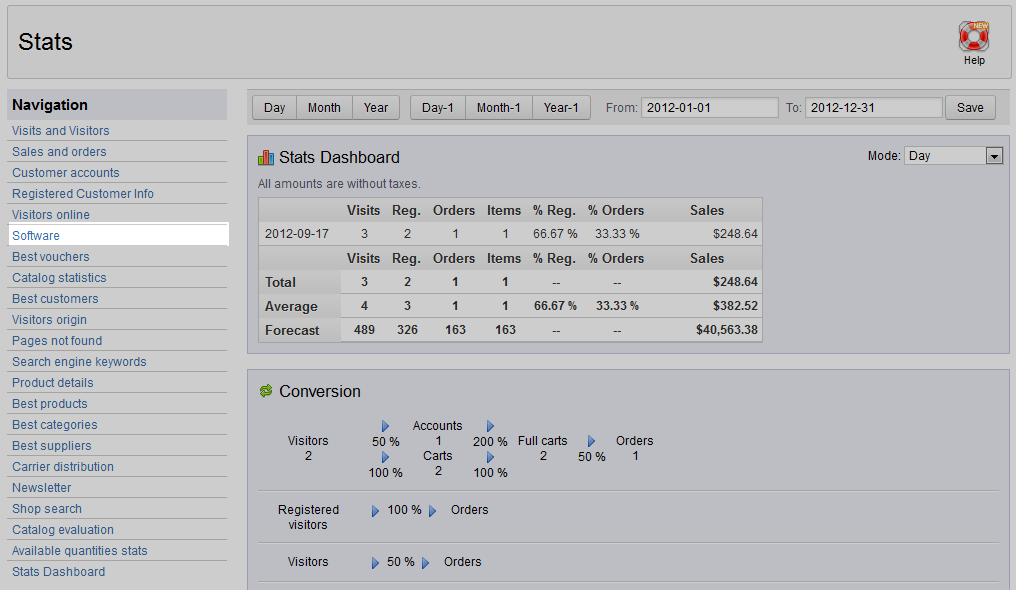 Stats
NEW
Help
Navigation
Visits and Visitors
Sales and orders
Customer accounts
Registered Customer Info
Visitors online
Software
Best vouchers
Catalog statistics
Best customers
Visitors origin
Pages not found
Search engine keywords
Product details
Best products
Best categories
Best suppliers
Carrier distribution
Newsletter
Shop search
Catalog evaluation
Available quantities stats
Stats Dashboard
Day Month Year Day-1 Month-1 Year-1 From: 2012-01-01 To: 2012-12-31 Save
Stats Dashboard Mode: Day
All amounts are without taxes.
Visits Reg. Orders Items % Reg. % Orders Sales
2012-09-17 3 2 1 1 66.67 % 33.33 % $248.64
Visits Reg. Orders Items % Reg. % Orders Sales
Total 3 2 1 1 -- -- $248.64
Average 4 3 1 1 66.67 % 33.33 % $382.52
Forecast 489 326 163 163 -- -- $40,563.38
Conversion
Accounts
Visitors 50 % 1 200 % Full carts Orders
2 Carts 2 50 % 1
100 % 2 100 %
Registered 100 % Orders
visitors
Visitors 50 % Orders